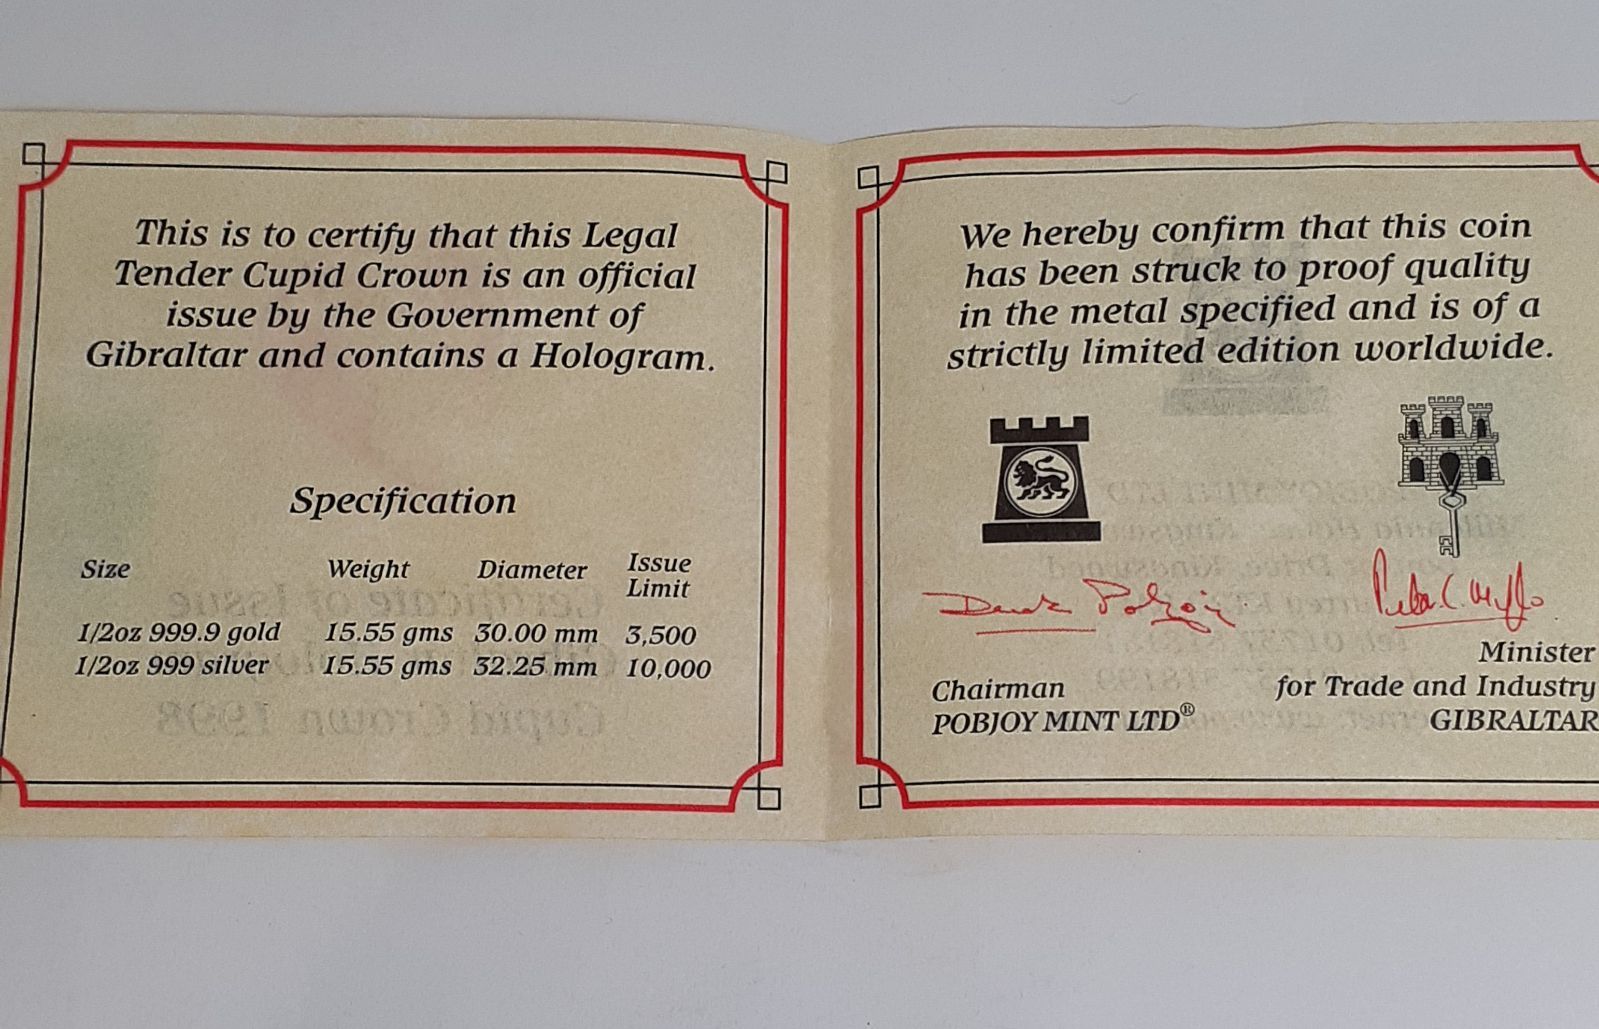 This is to certify that this Legal
Tender Cupid Crown is an official
issue by the Government of
Gibraltar and contains a Hologram.
Specification
Size Weight Diameter Issue Limit
1/2oz 999.9 gold 15.55 gms 30.00 mm 3,500
1/2oz 999 silver 15.55 gms 32.25 mm 10,000
We hereby confirm that this coin
has been struck to proof quality
in the metal specified and is of a
strictly limited edition worldwide.
Derek Pobjoy
Chairman
POBJOY MINT LTD®
Minister
for Trade and Industry
GIBRALTAR